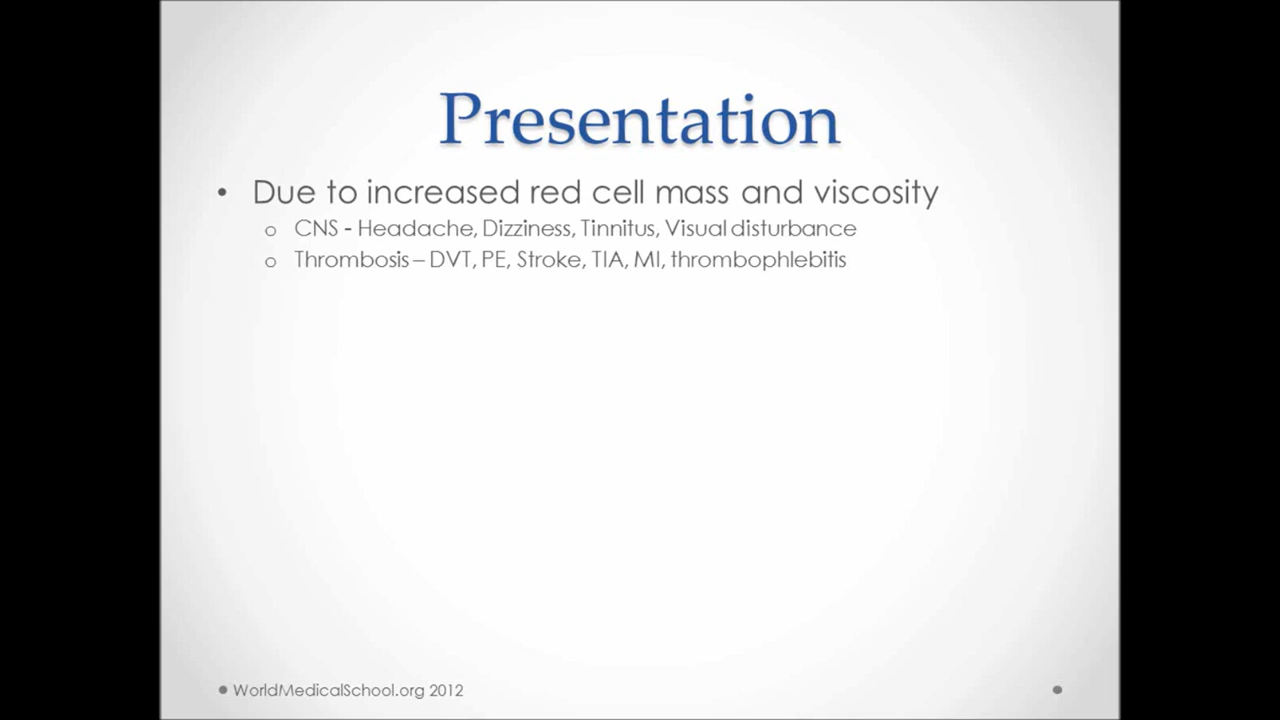 Presentation
• Due to increased red cell mass and viscosity
o CNS - Headache, Dizziness, Tinnitus, Visual disturbance
o Thrombosis – DVT, PE, Stroke, TIA, MI, thrombophlebitis
• WorldMedicalSchool.org 2012